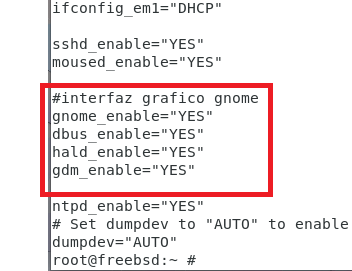 ifconfig_em1="DHCP"
sshd_enable="YES"
moused_enable="YES"
#interfaz grafico gnome
gnome_enable="YES"
dbus_enable="YES"
hald_enable="YES"
gdm_enable="YES"
ntpd_enable="YES"
# Set dumpdev to "AUTO" to enable
dumpdev="AUTO"
root@freebsd:~ #